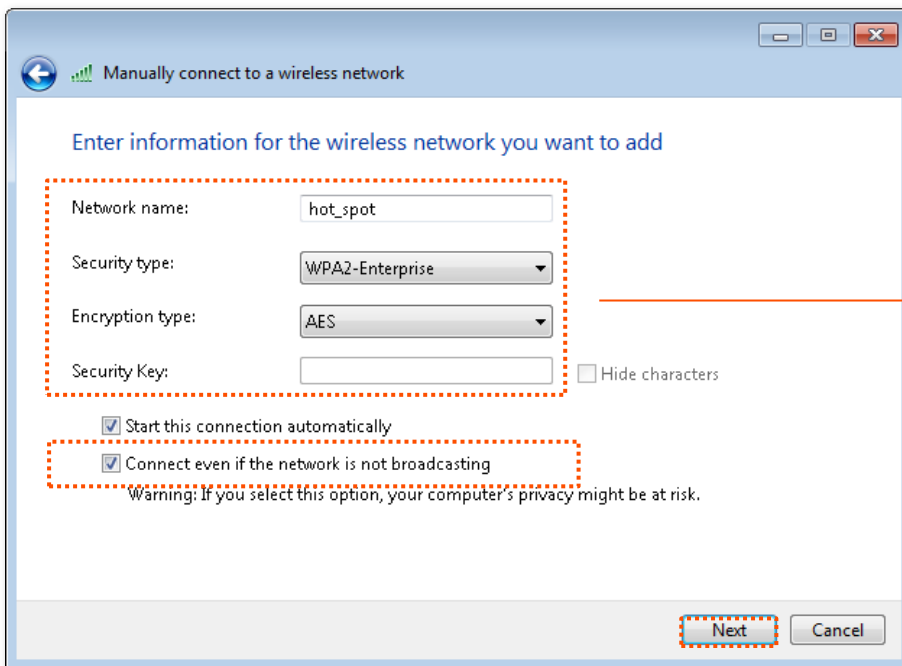 Manually connect to a wireless network
Enter information for the wireless network you want to add
Network name: hot_spot
Security type: WPA2-Enterprise
Encryption type: AES
Security Key: Hide characters
Start this connection automatically
Connect even if the network is not broadcasting
Warning: If you select this option, your computer's privacy might be at risk.
Next Cancel